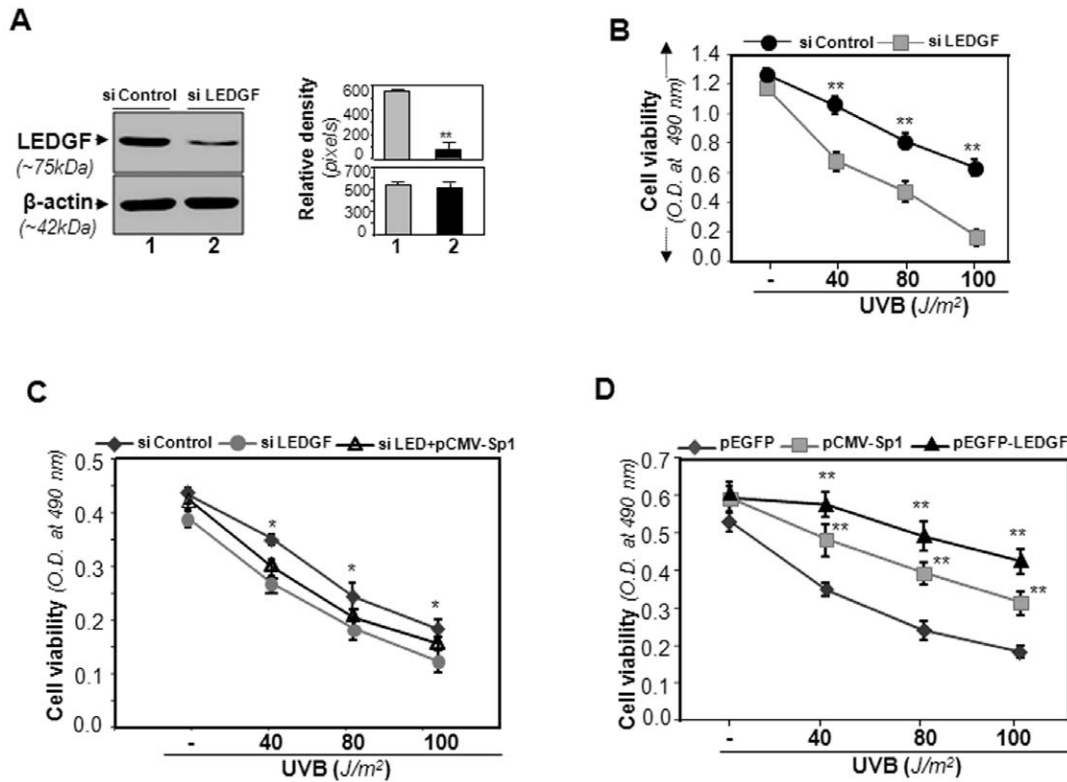 A
si Control si LEDGF
LEDGF
(~75kDa)
β-actin
(~42kDa)
1 2
Relative density
(pixels)
600
400
200
0
**
700
500
300
0
1 2
B
si Control si LEDGF
Cell viability
(O.D. at 490 nm)
1.4
1.2
1.0
0.8
0.6
0.4
0.2
0.0
** ** **
- 40 80 100
UVB (J/m²)
C
si Control si LEDGF si LED+pCMV-Sp1
Cell viability (O.D. at 490 nm)
0.5
0.4
0.3
0.2
0.1
0.0
* * *
- 40 80 100
UVB (J/m²)
D
pEGFP pCMV-Sp1 pEGFP-LEDGF
Cell viability (O.D. at 490 nm)
0.7
0.6
0.5
0.4
0.3
0.2
0.1
0.0
** ** **
** ** **
- 40 80 100
UVB (J/m²)